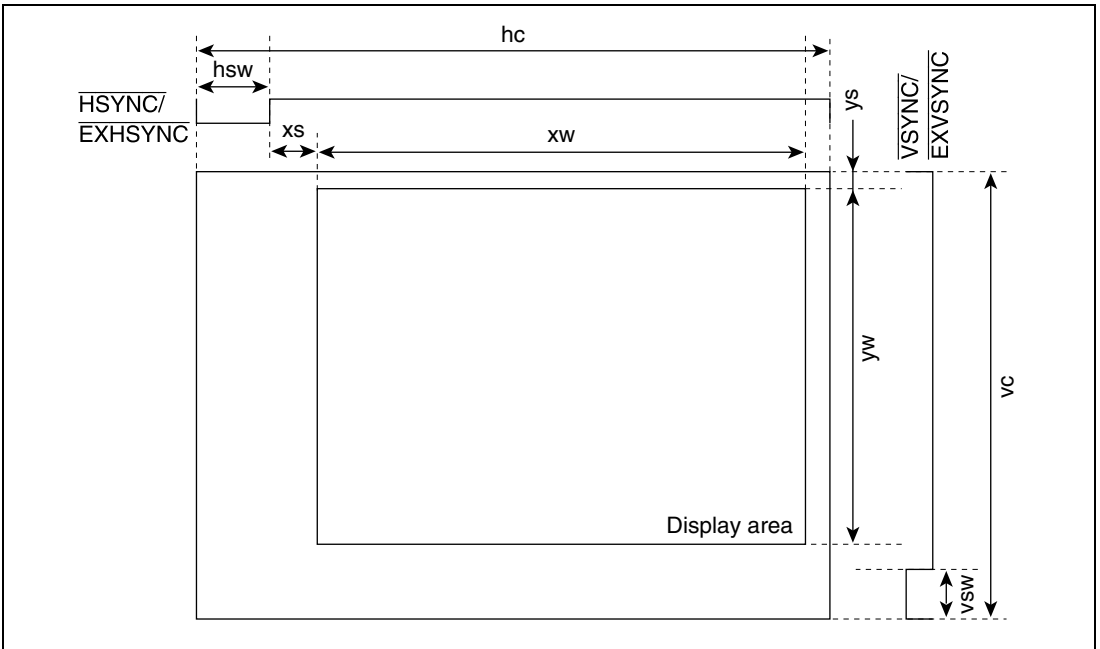 hc
hsw
HSYNC/
EXHSYNC
xs
xw
ys
VSYNC/
EXVSYNC
yw
vc
Display area
vsw